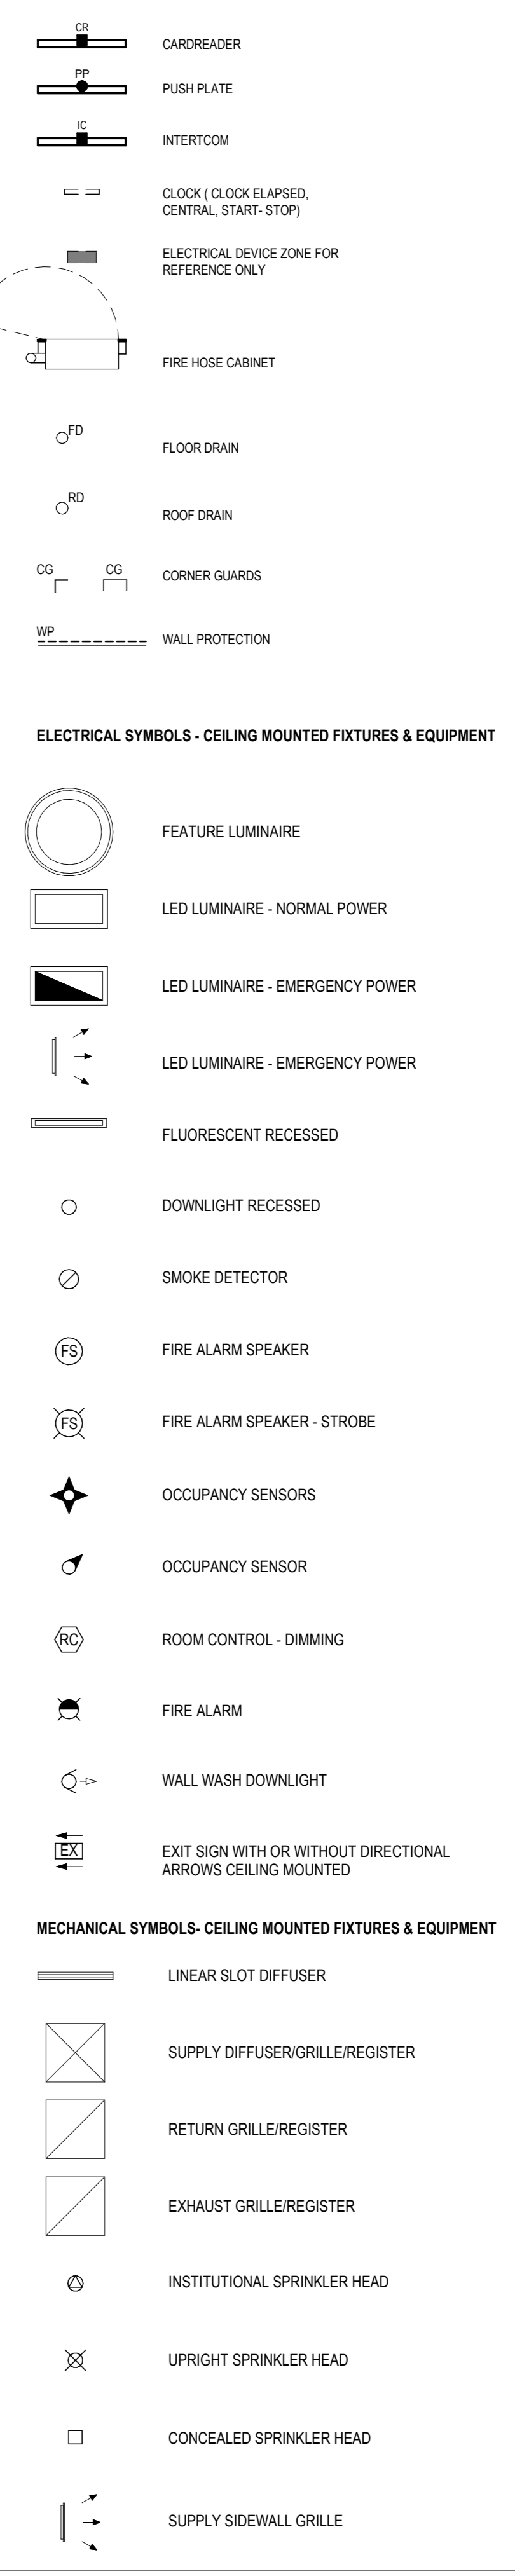 CR
CARDREADER
PP
PUSH PLATE
IC
INTERTCOM
CLOCK ( CLOCK ELAPSED,
CENTRAL, START- STOP)
ELECTRICAL DEVICE ZONE FOR
REFERENCE ONLY
FIRE HOSE CABINET
FD
FLOOR DRAIN
RD
ROOF DRAIN
CG CG
CORNER GUARDS
WP
WALL PROTECTION
ELECTRICAL SYMBOLS - CEILING MOUNTED FIXTURES & EQUIPMENT
FEATURE LUMINAIRE
LED LUMINAIRE - NORMAL POWER
LED LUMINAIRE - EMERGENCY POWER
LED LUMINAIRE - EMERGENCY POWER
FLUORESCENT RECESSED
DOWNLIGHT RECESSED
SMOKE DETECTOR
FS FIRE ALARM SPEAKER
FS FIRE ALARM SPEAKER - STROBE
OCCUPANCY SENSORS
OCCUPANCY SENSOR
RC ROOM CONTROL - DIMMING
FIRE ALARM
WALL WASH DOWNLIGHT
EX EXIT SIGN WITH OR WITHOUT DIRECTIONAL
ARROWS CEILING MOUNTED
MECHANICAL SYMBOLS- CEILING MOUNTED FIXTURES & EQUIPMENT
LINEAR SLOT DIFFUSER
SUPPLY DIFFUSER/GRILLE/REGISTER
RETURN GRILLE/REGISTER
EXHAUST GRILLE/REGISTER
INSTITUTIONAL SPRINKLER HEAD
UPRIGHT SPRINKLER HEAD
CONCEALED SPRINKLER HEAD
SUPPLY SIDEWALL GRILLE